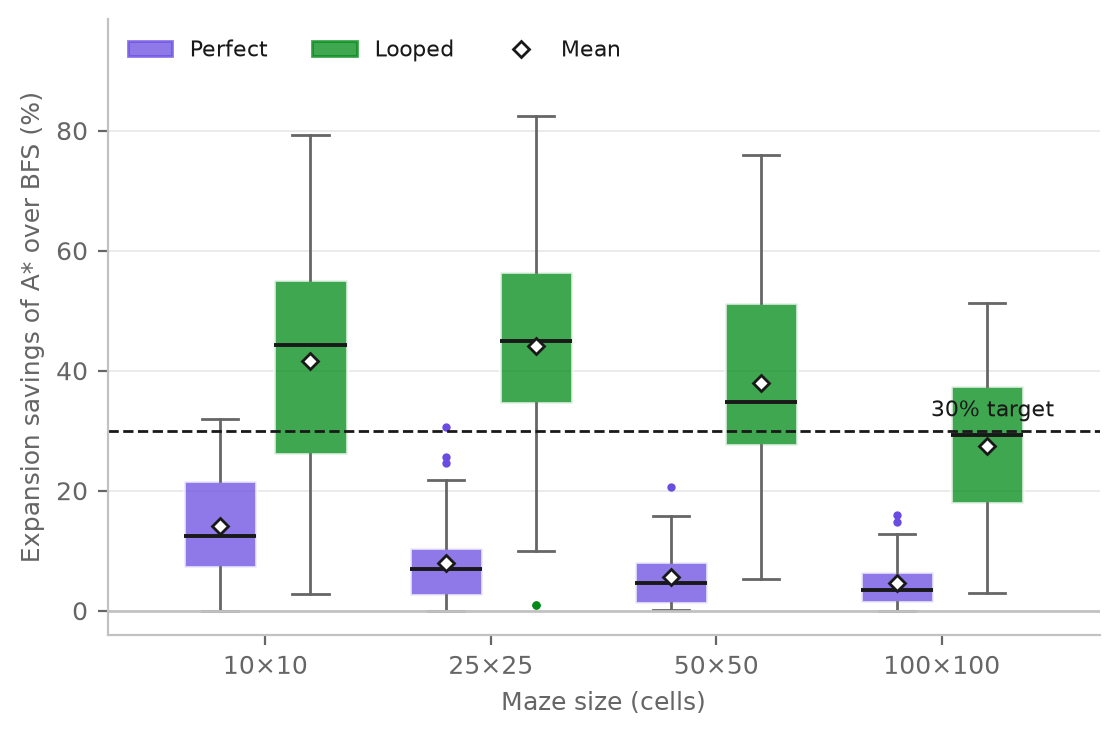 Perfect Looped Mean
Expansion savings of A* over BFS (%)
80
60
40
20
0
30% target
10×10 25×25 50×50 100×100
Maze size (cells)